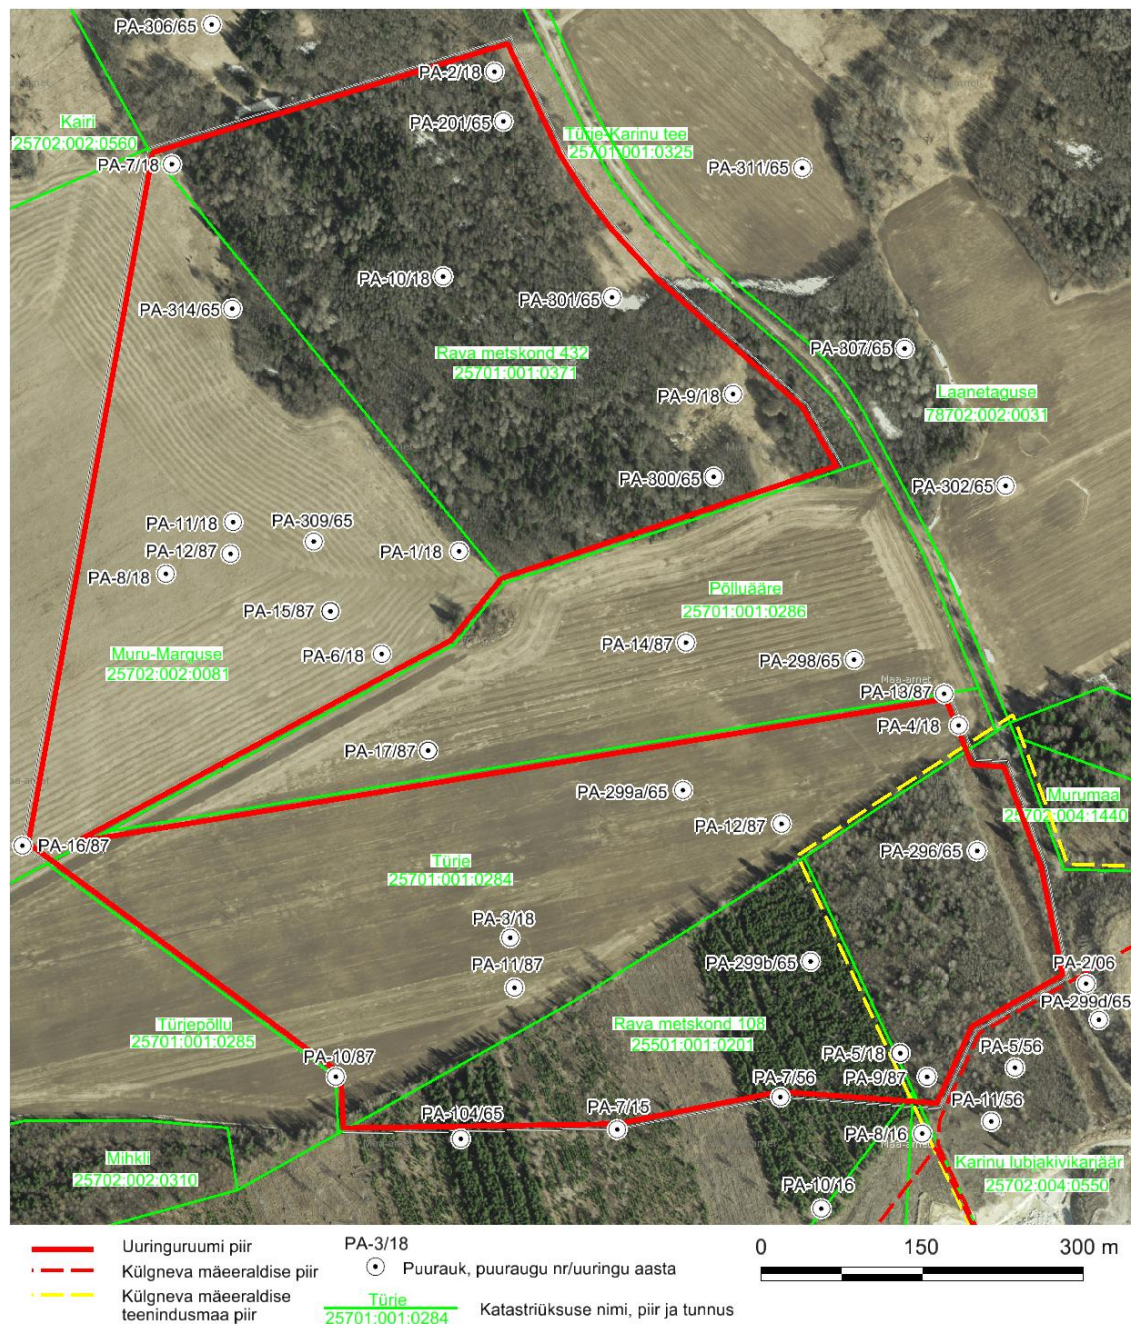 PA-306/65
PA-2/18
PA-201/65
Kairi
25702:002:0560
Türje-Karinu tee
25701:001:0325
PA-7/18
PA-311/65
PA-10/18
PA-301/65
PA-314/65
Rava metskond 432
25701:001:0371
PA-307/65
PA-9/18
Laanetaguse
78702:002:0031
PA-300/65
PA-302/65
PA-11/18
PA-309/65
PA-12/87
PA-1/18
PA-8/18
Põlluääre
25701:001:0286
PA-15/87
Muru-Marguse
25702:002:0081
PA-6/18
PA-14/87
PA-298/65
Maa-amet
PA-13/87
PA-4/18
PA-17/87
PA-299a/65
Murumaa
25702:004:1440
PA-12/87
PA-16/87
PA-296/65
Türje
25701:001:0284
PA-3/18
PA-299b/65
PA-2/06
PA-11/87
PA-299d/65
Türjepõllu
25701:001:0285
Rava metskond 108
25501:001:0201
PA-10/87
PA-5/18
PA-5/56
PA-9/87
PA-7/56
PA-104/65
PA-7/15
PA-11/56
PA-8/16
Maa-amet
Mihkli
25702:002:0310
Karinu lubjakivikarjäär
25702:004:0550
PA-10/16
Uuringuruumi piir
Külgneva mäeeraldise piir
Külgneva mäeeraldise
teenindusmaa piir
PA-3/18
Puurauk, puuraugu nr/uuringu aasta
Türje
25701:001:0284
Katastriüksuse nimi, piir ja tunnus
0 150 300 m